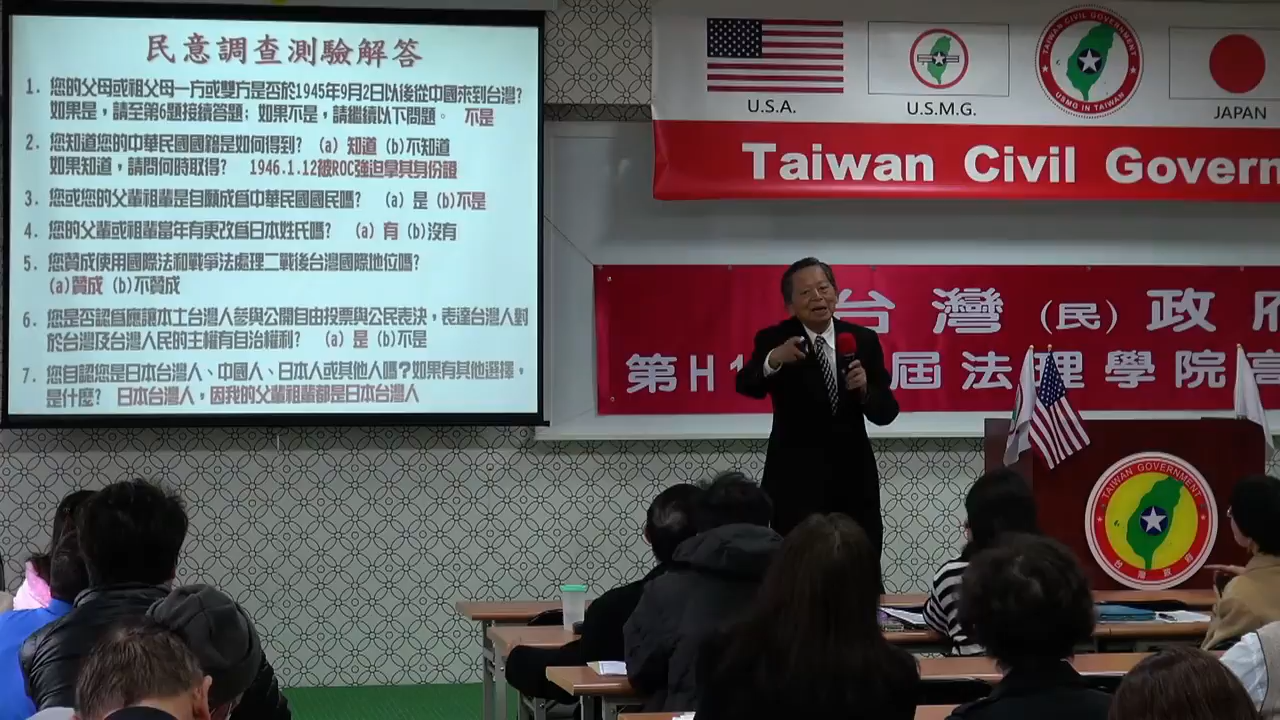 民意調查測驗解答
1. 您的父母或祖父母一方或雙方是否於1945年9月2日以後從中國來到台灣?
如果是，請至第6題接續答題; 如果不是，請繼續以下問題。 不是
2. 您知道您的中華民國國籍是如何得到? (a) 知道 (b)不知道
如果知道，請問何時取得? 1946.1.12被ROC強迫拿其身份證
3. 您或您的父輩祖輩是自願成為中華民國國民嗎? (a) 是 (b)不是
4. 您的父輩或祖輩當年有更改為日本姓氏嗎? (a) 有 (b)沒有
5. 您贊成使用國際法和戰爭法處理二戰後台灣國際地位嗎?
(a)贊成 (b)不贊成
6. 您是否認為應讓本土台灣人參與公開自由投票與公民表決，表達台灣人對
於台灣及台灣人民的主權有自治權利? (a) 是 (b)不是
7. 您自認您是日本台灣人、中國人、日本人或其他人嗎?如果有其他選擇，
是什麼? 日本台灣人，因我的父輩祖輩都是日本台灣人
U.S.A.
U.S.M.G.
TAIWAN CIVIL GOVERNMENT
USMG IN TAIWAN
JAPAN
Taiwan Civil Govern
台灣(民)政府
第H1 屆法理學院高
TAIWAN GOVERNMENT
台灣政府